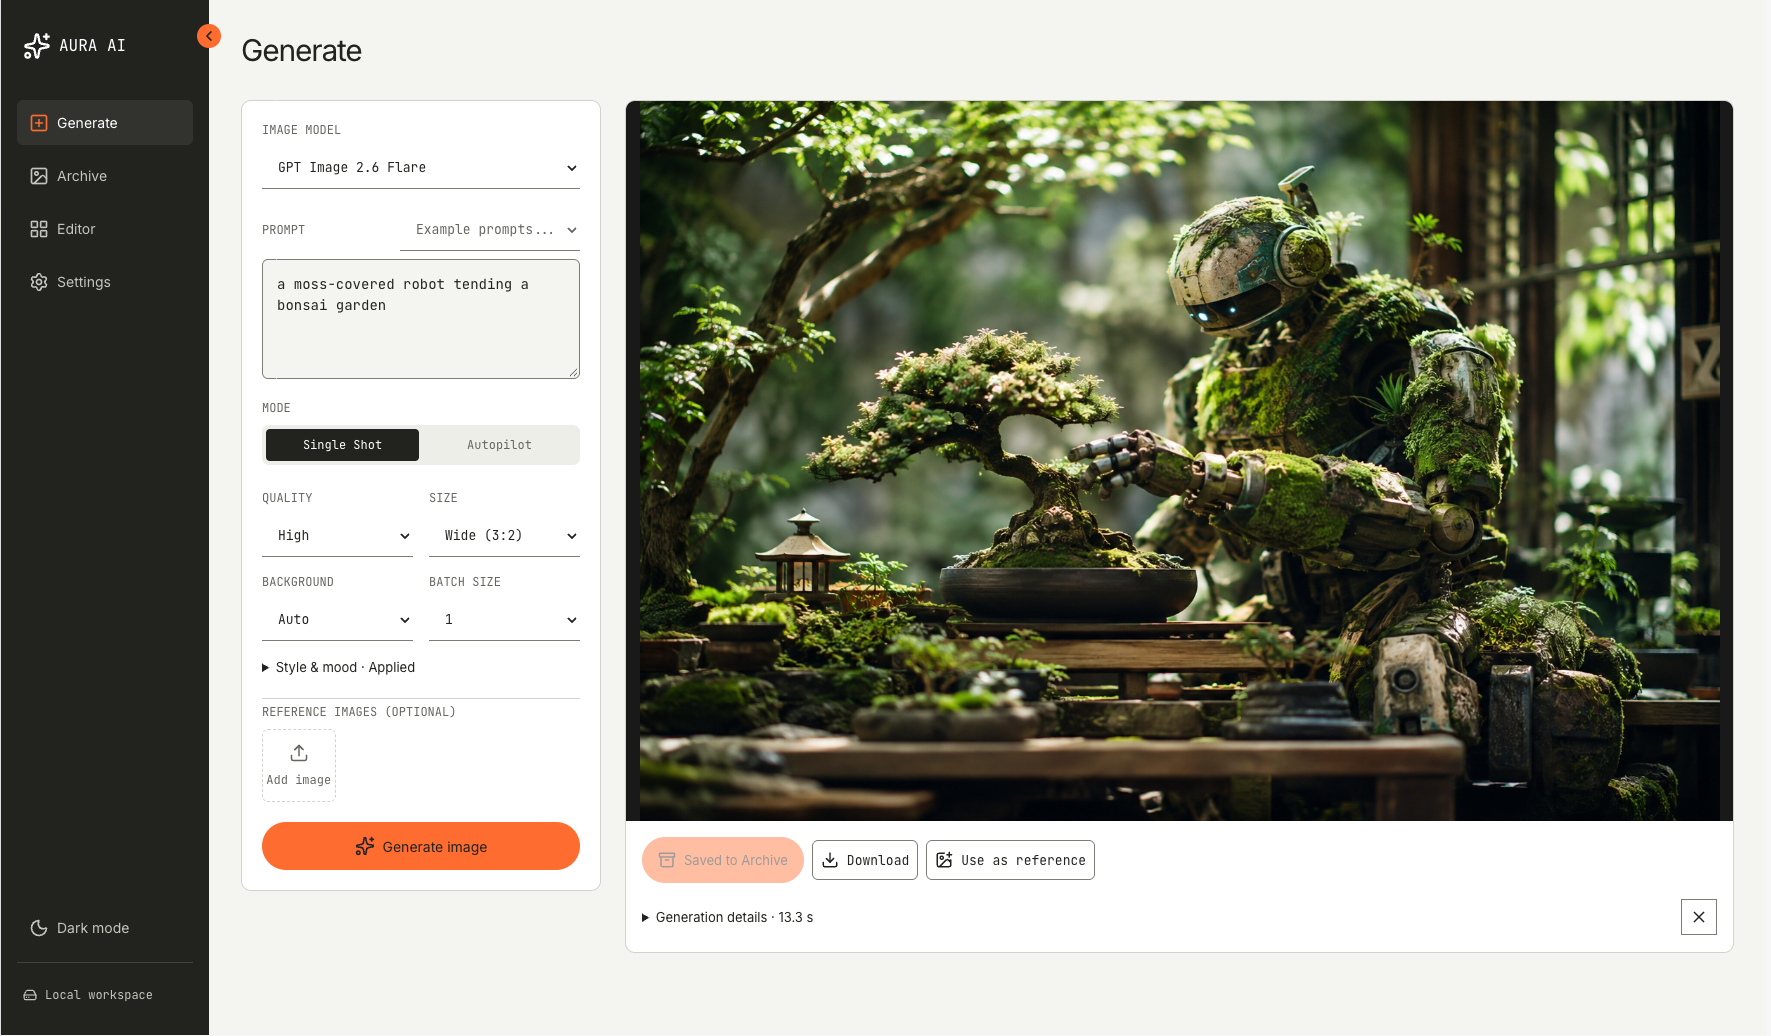 AURA AI
Generate
Archive
Editor
Settings
Dark mode
Local workspace
Generate
IMAGE MODEL
GPT Image 2.6 Flare
PROMPT
Example prompts...
a moss-covered robot tending a
bonsai garden
MODE
Single Shot
Autopilot
QUALITY
SIZE
High
Wide (3:2)
BACKGROUND
BATCH SIZE
Auto
1
Style & mood · Applied
REFERENCE IMAGES (OPTIONAL)
Add image
Generate image
Saved to Archive
Download
Use as reference
Generation details · 13.3 s